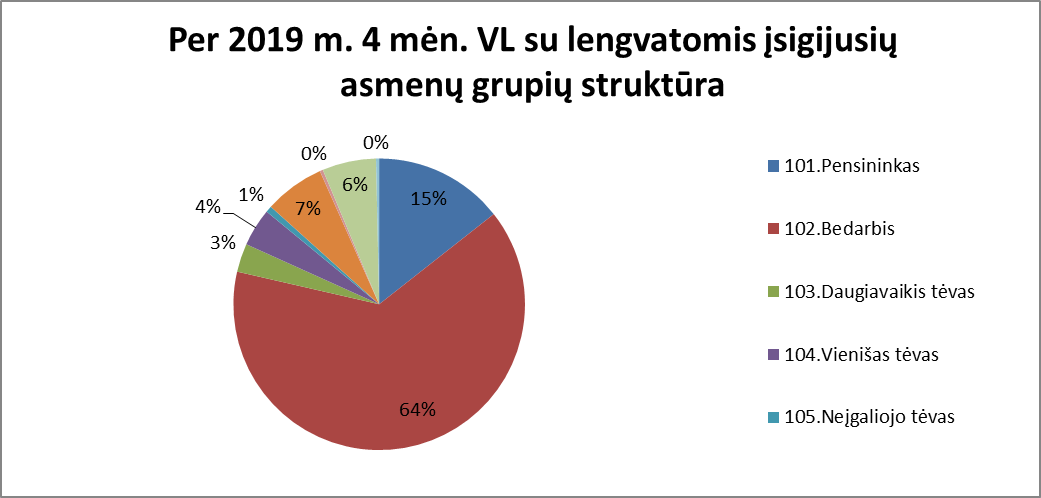 Per 2019 m. 4 mėn. VL su lengvatomis įsigijusių
asmenų grupių struktūra
0%
0%
6%
15%
1%
7%
4%
3%
64%
101.Pensininkas
102.Bedarbis
103.Daugiavaikis tėvas
104.Vienišas tėvas
105.Neįgaliojo tėvas